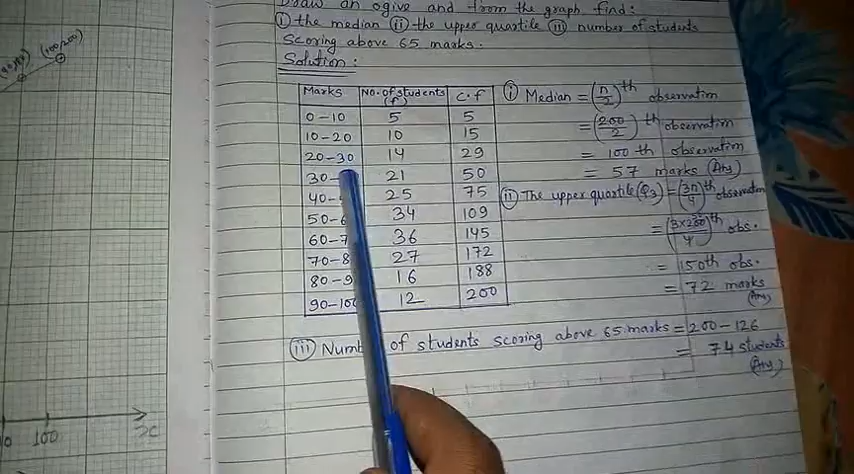 Draw an ogive and from the graph find:
(i) the median (ii) the upper quartile (iii) number of students
scoring above 65 marks.
Solution:
Marks No. of students (f) C.f
0-10 5 5
10-20 10 15
20-30 14 29
30- 21 50
40- 25 75
50-6 34 109
60-7 36 145
70-8 27 172
80-9 16 188
90-100 12 200
(i) Median = (n/2)th observation
= (200/2)th observation
= 100th observation
= 57 marks (Ans)
(ii) The upper quartile (Q3) = (3n/4)th observation
= (3×200/4)th obs.
= 150th obs.
= 72 marks
(Ans)
(iii) Numb of students scoring above 65 marks = 200-126
= 74 students
(Ans)
(100,200)
100
x